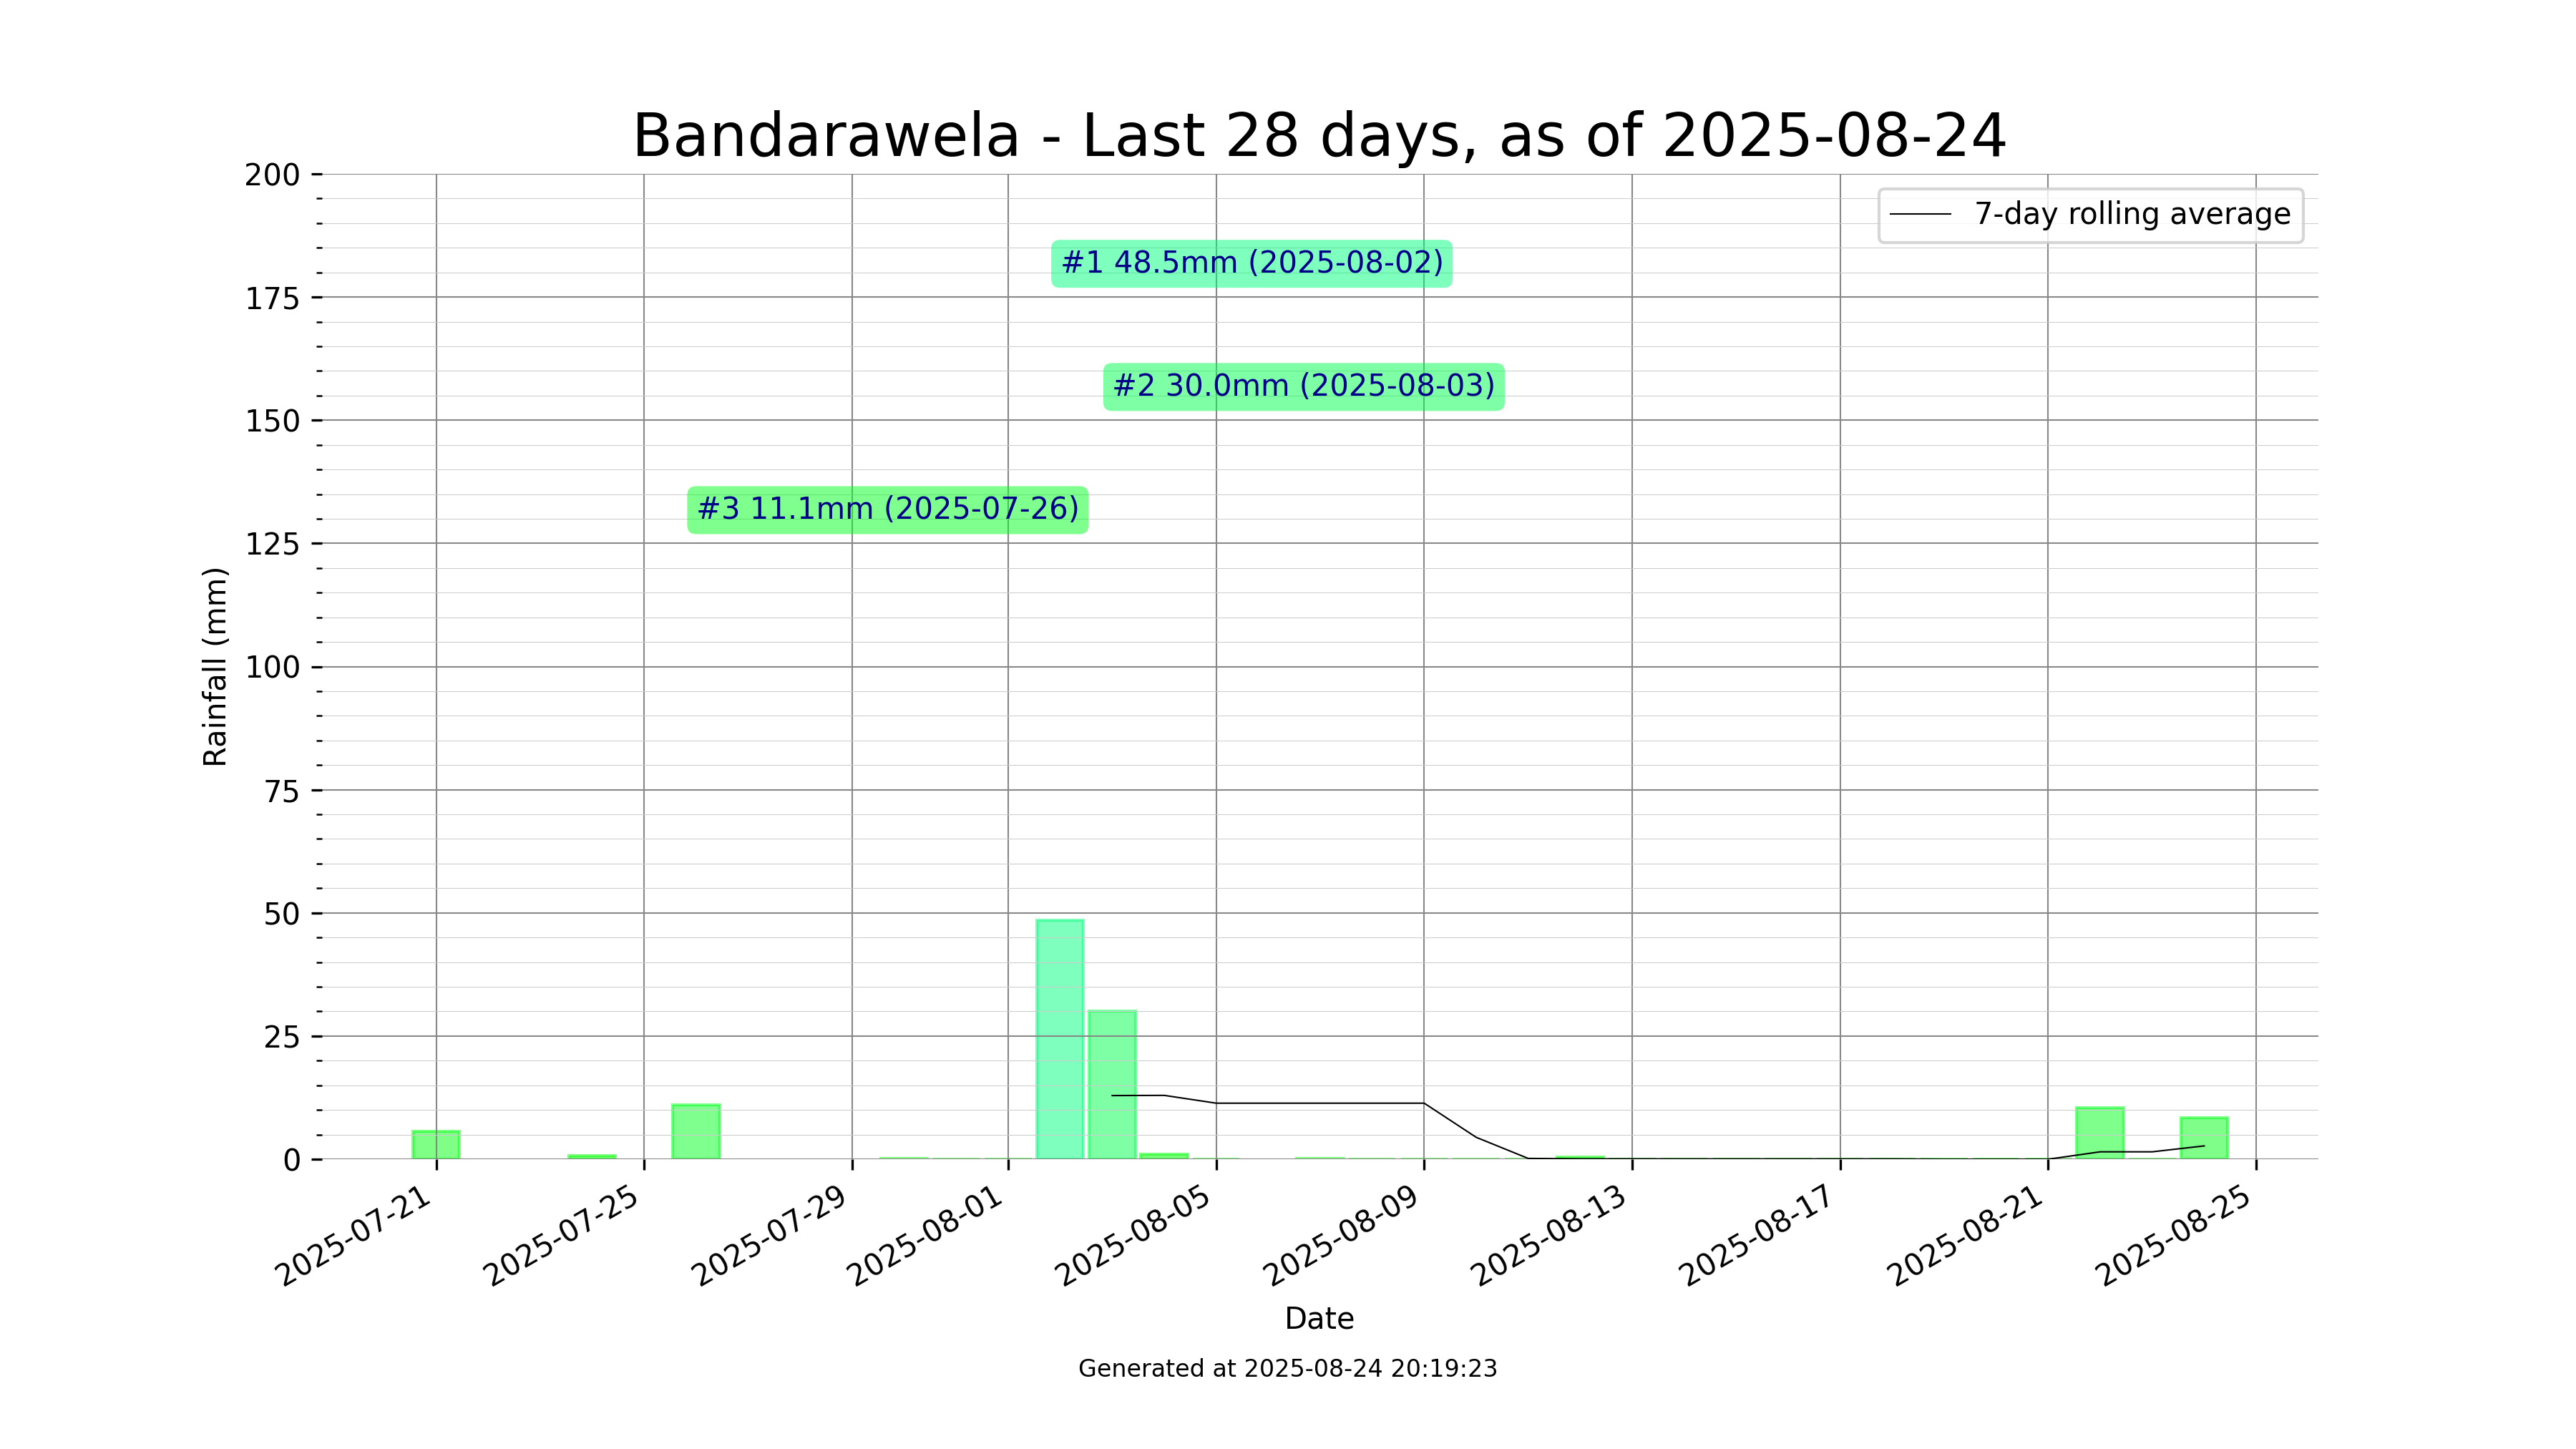 Bandarawela - Last 28 days, as of 2025-08-24
200
175
150
125
100
75
50
25
0
Rainfall (mm)
7-day rolling average
#1 48.5mm (2025-08-02)
#2 30.0mm (2025-08-03)
#3 11.1mm (2025-07-26)
2025-07-21
2025-07-25
2025-07-29
2025-08-01
2025-08-05
2025-08-09
2025-08-13
2025-08-17
2025-08-21
2025-08-25
Date
Generated at 2025-08-24 20:19:23